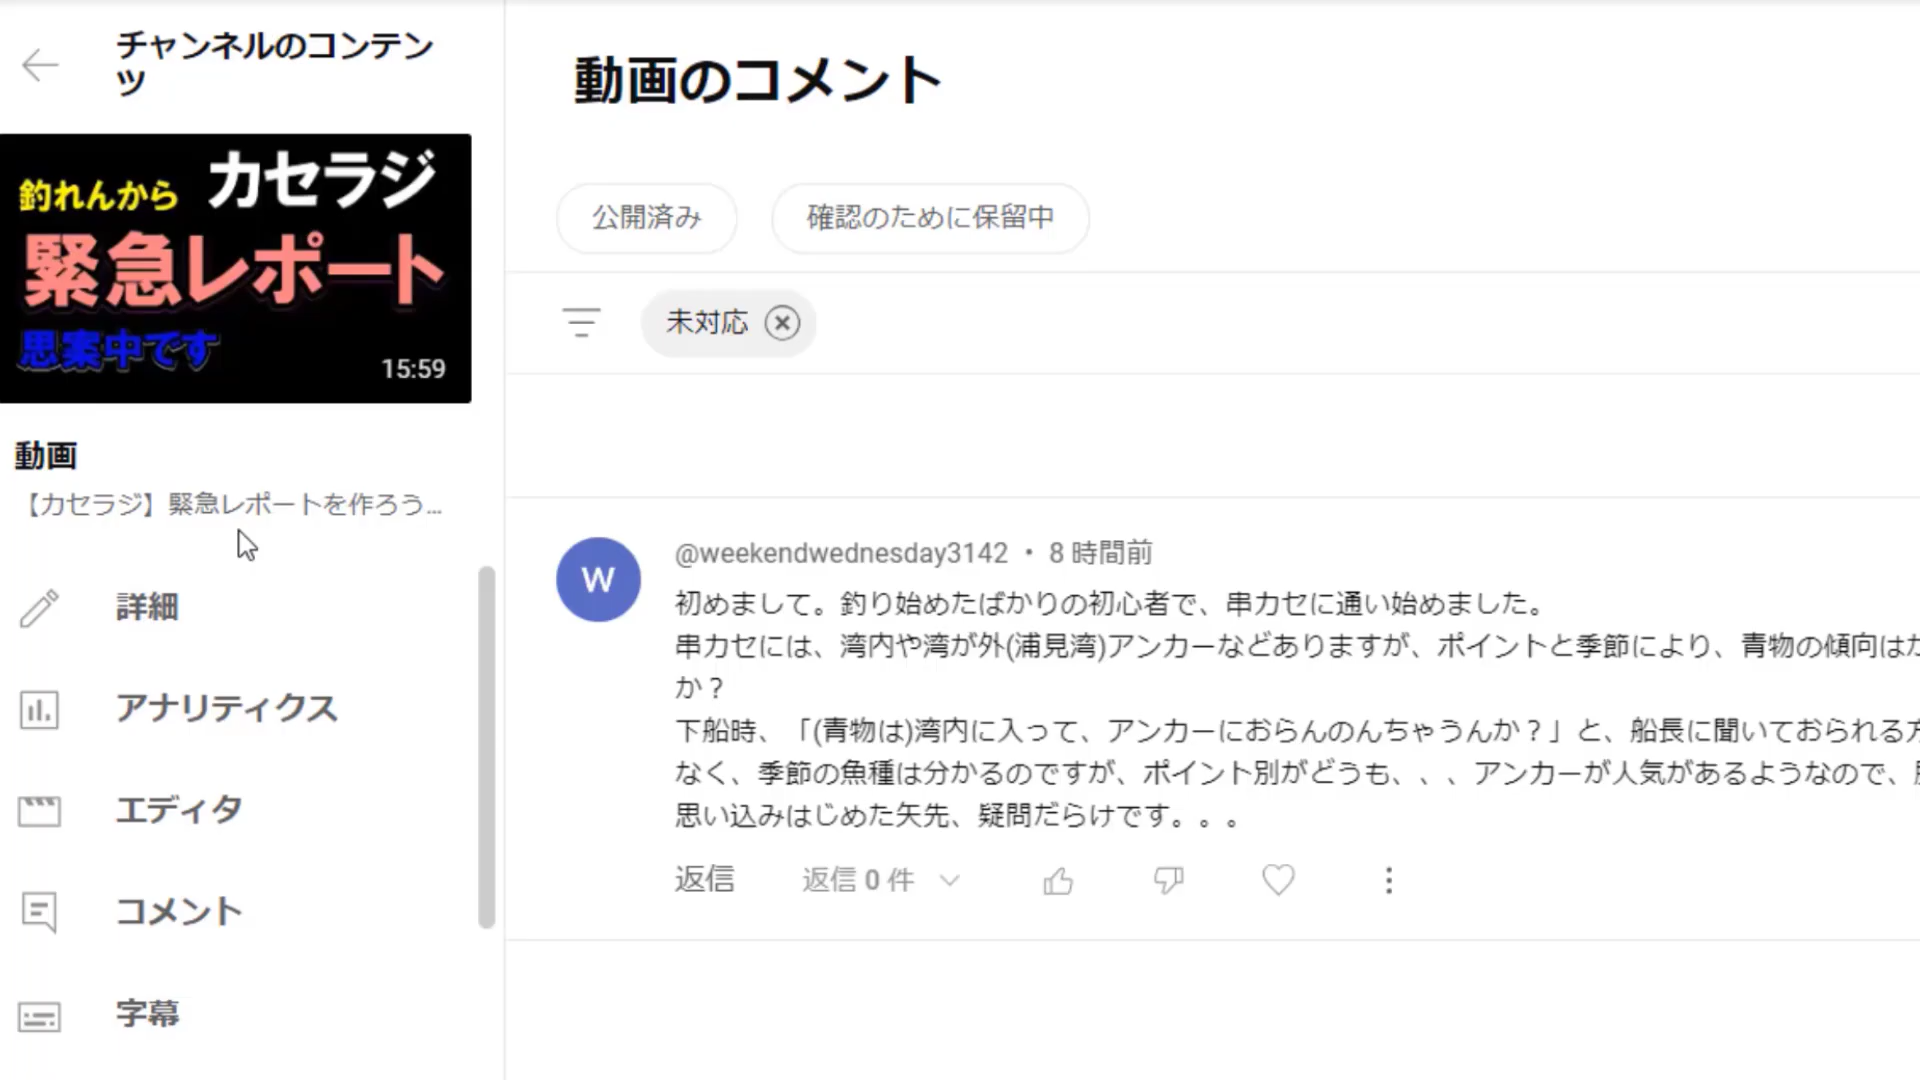 チャンネルのコンテン
ツ
釣れんから カセラジ
緊急レポート
思案中です
15:59
動画
【カセラジ】緊急レポートを作ろう...
詳細
アナリティクス
エディタ
コメント
字幕
動画のコメント
公開済み
確認のために保留中
未対応
W
@weekendwednesday3142 • 8 時間前
初めまして。釣り始めたばかりの初心者で、串カセに通い始めました。
串カセには、湾内や湾が外(浦見湾)アンカーなどありますが、ポイントと季節により、青物の傾向は
か？
下船時、「(青物は)湾内に入って、アンカーにおらんのんちゃうんか？」と、船長に聞いておられる
なく、季節の魚種は分かるのですが、ポイント別がどうも、、、アンカーが人気があるようなので、
思い込みはじめた矢先、疑問だらけです。。。
返信 返信 0 件